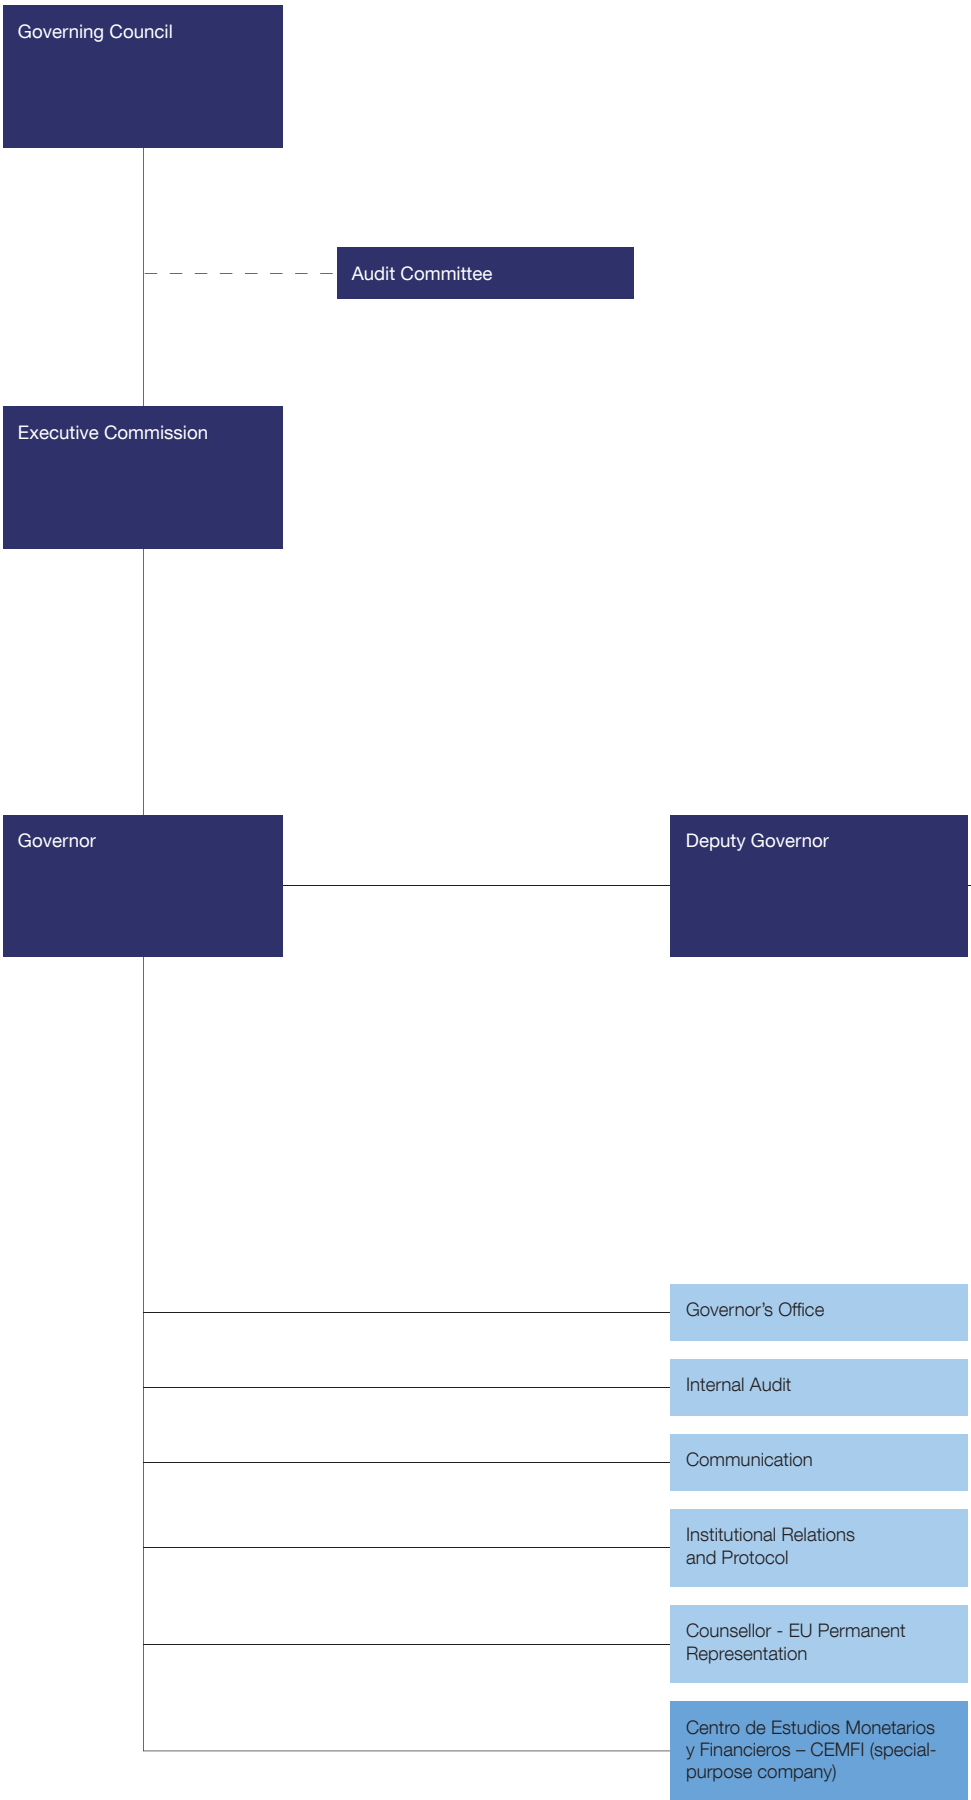 Governing Council
Audit Committee
Executive Commission
Governor
Deputy Governor
Governor’s Office
Internal Audit
Communication
Institutional Relations
and Protocol
Counsellor - EU Permanent
Representation
Centro de Estudios Monetarios
y Financieros – CEMFI (special-
purpose company)